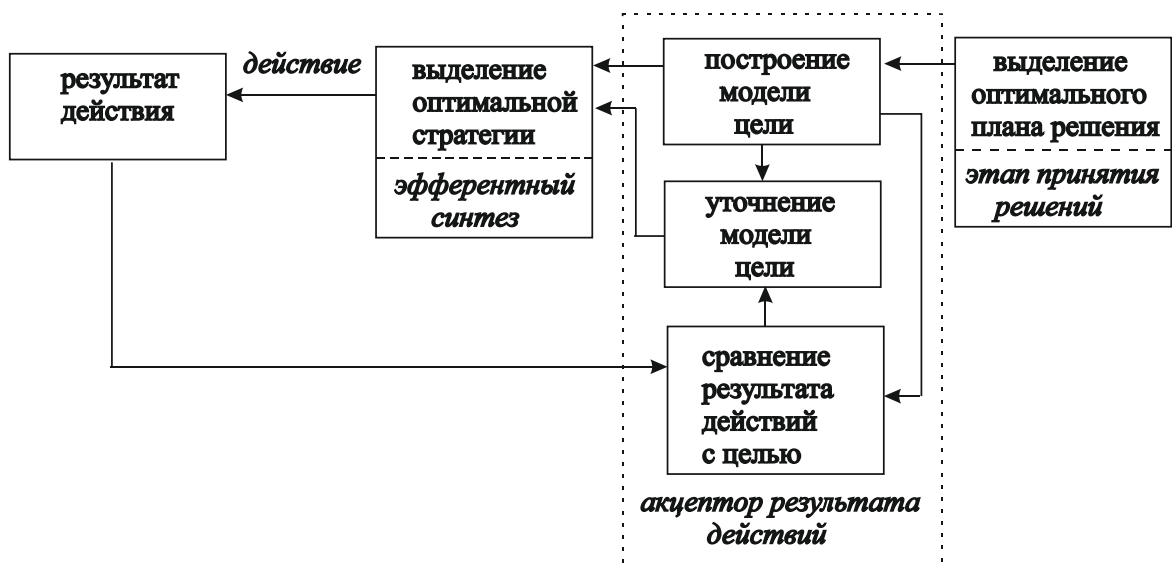 результат
действия
действие
выделение
оптимальной
стратегии
эфферентный
синтез
построение
модели
цели
уточнение
модели
цели
сравнение
результата
действий
с целью
акцептор результата
действий
выделение
оптимального
плана решения
этап принятия
решений